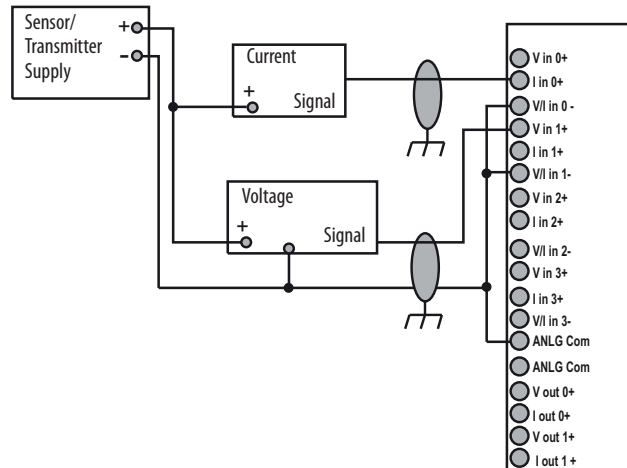 Sensor/
Transmitter
Supply
+
-
Current
+
Signal
Voltage
+
Signal
V in 0+
I in 0+
V/I in 0 -
V in 1+
I in 1+
V/I in 1-
V in 2+
I in 2+
V/I in 2-
V in 3+
I in 3+
V/I in 3-
ANLG Com
ANLG Com
V out 0+
I out 0+
V out 1+
I out 1 +